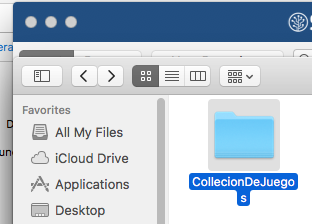 Favorites
All My Files
iCloud Drive
Applications
Desktop
CollecionDeJuego
s